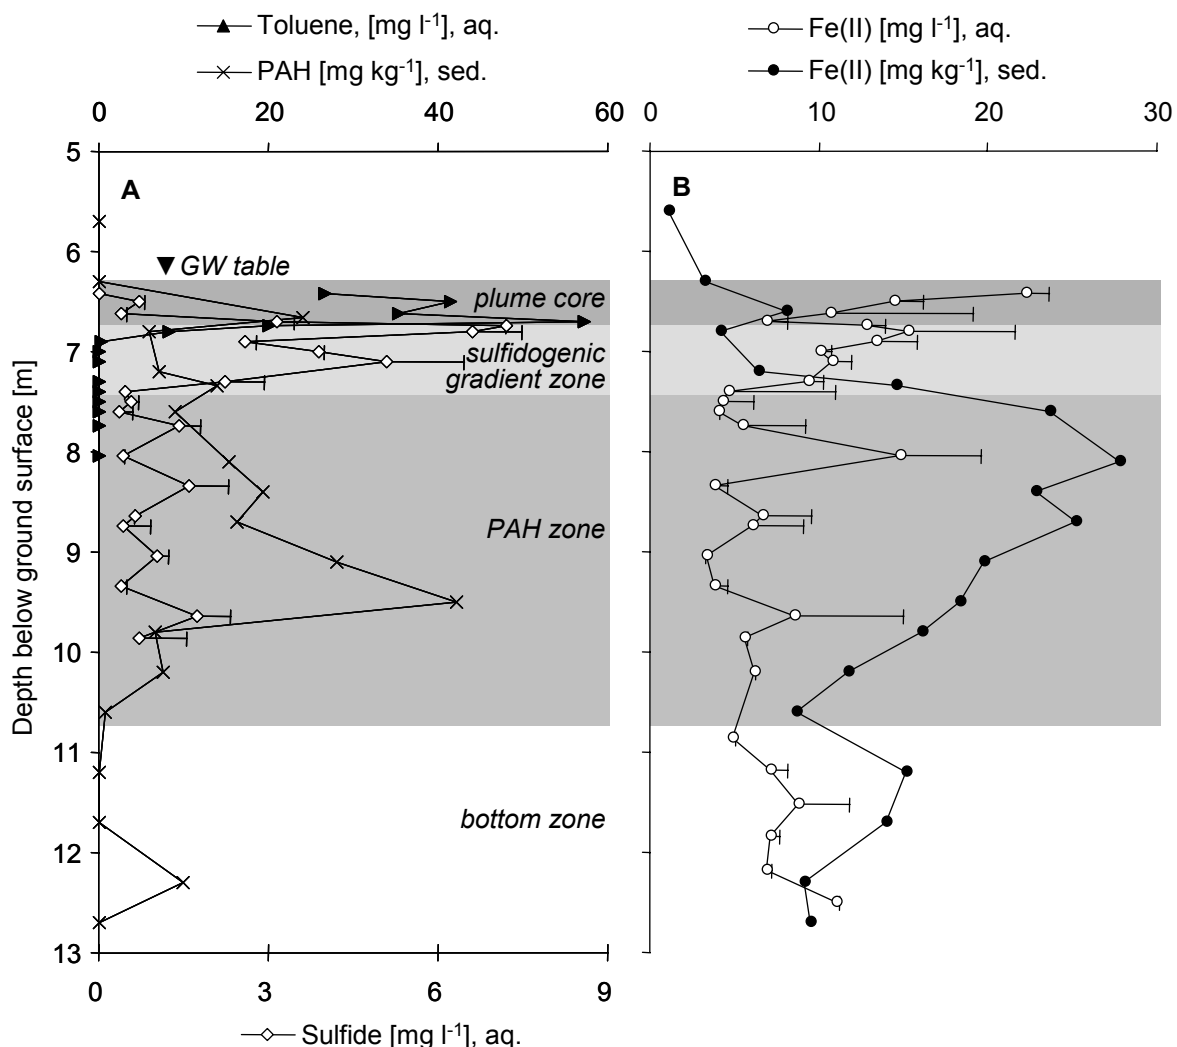 Toluene, [mg l-1], aq.
PAH [mg kg-1], sed.
Fe(II) [mg l-1], aq.
Fe(II) [mg kg-1], sed.
0 20 40 60
0 10 20 30
5
A
B
6
GW table
plume core
7
sulfidogenic
gradient zone
8
PAH zone
9
10
11
bottom zone
12
13
Depth below ground surface [m]
0 3 6 9
Sulfide [mg l-1], aq.